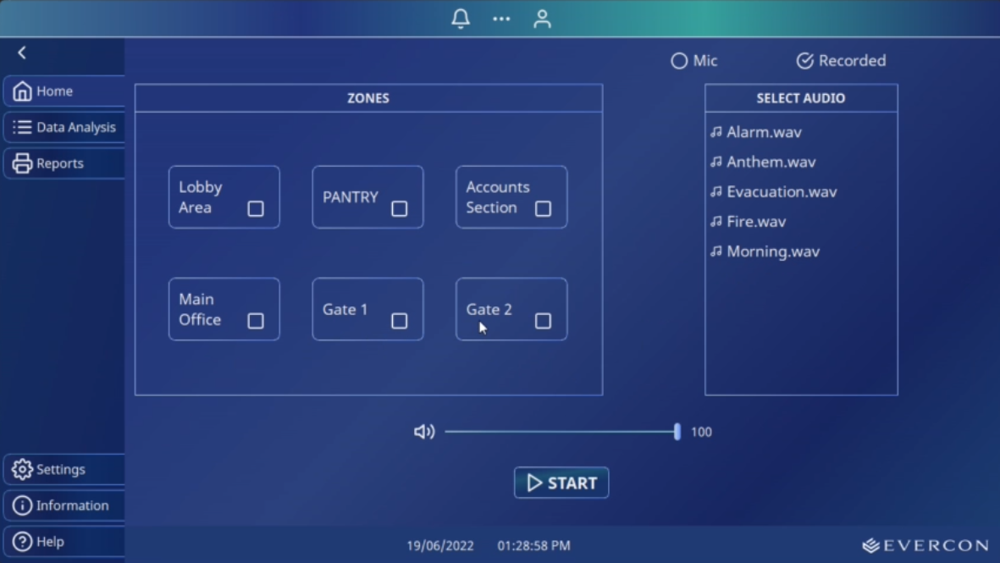 Mic
Recorded
Home
Data Analysis
Reports
ZONES
Lobby
Area
PANTRY
Accounts
Section
Main
Office
Gate 1
Gate 2
SELECT AUDIO
Alarm.wav
Anthem.wav
Evacuation.wav
Fire.wav
Morning.wav
100
START
Settings
Information
Help
19/06/2022 01:28:58 PM
EVERCON